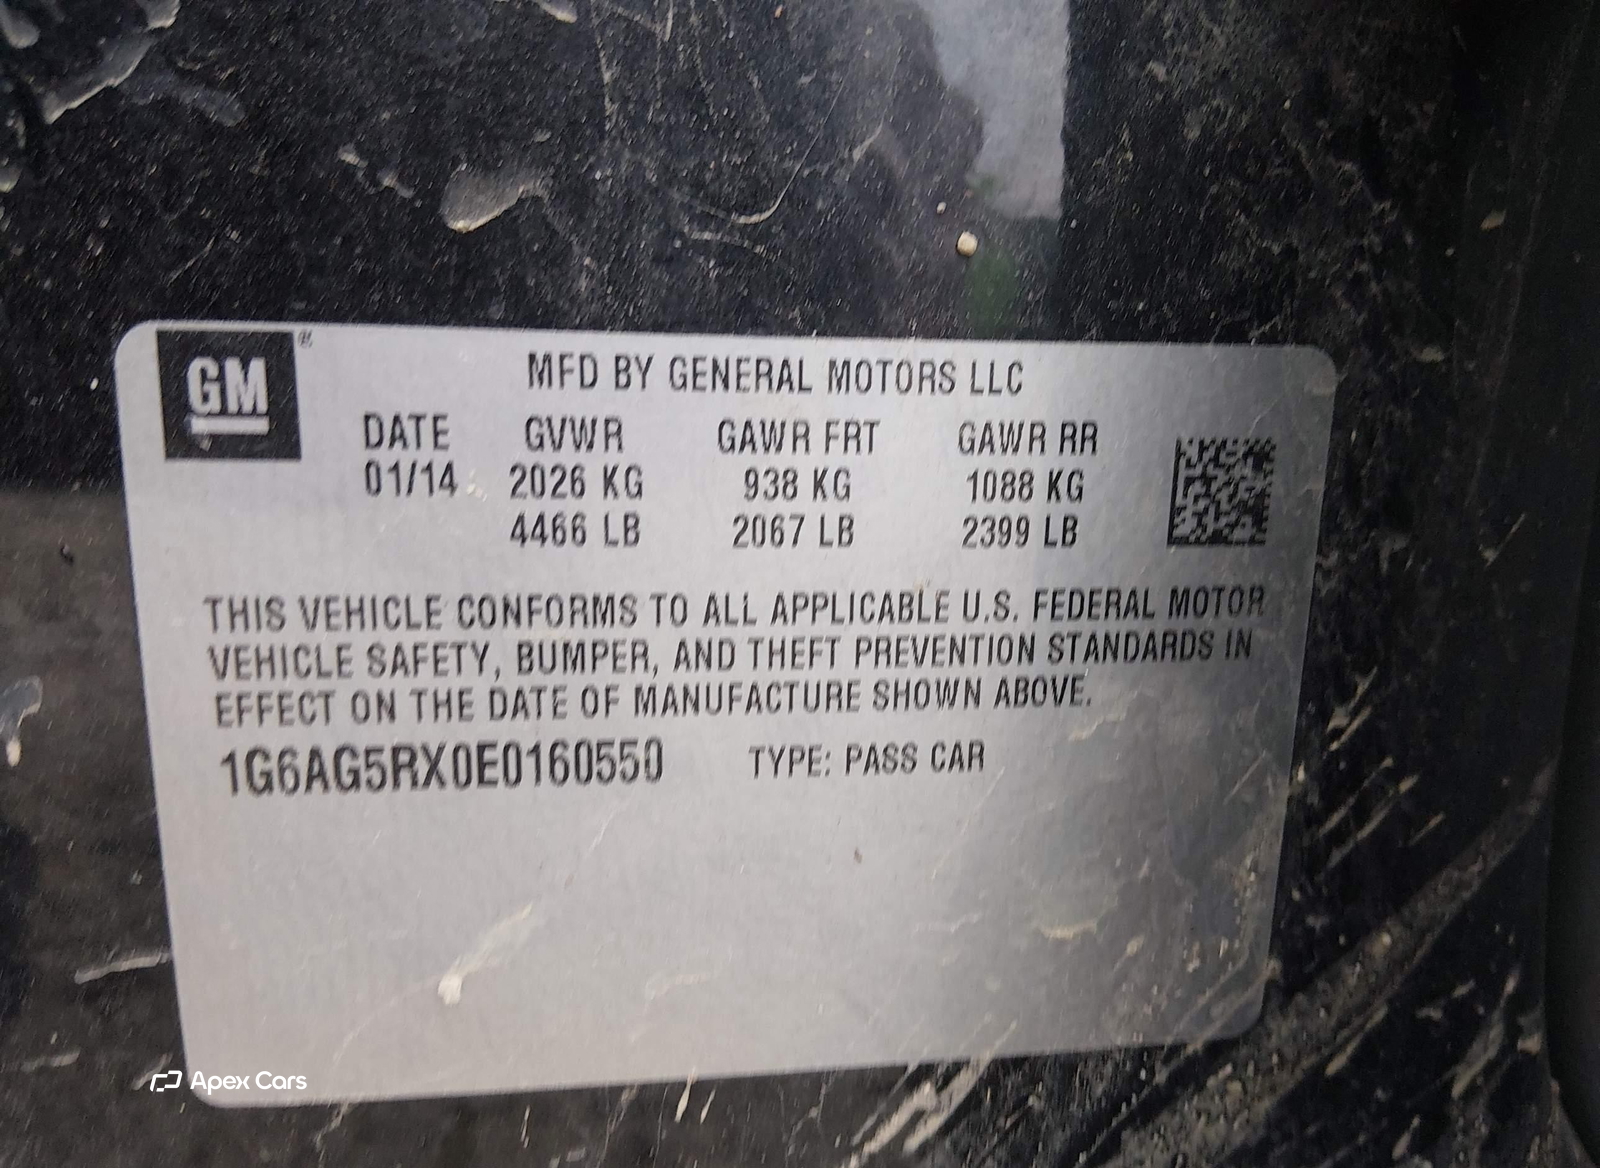 GM®
MFD BY GENERAL MOTORS LLC
DATE GVWR GAWR FRT GAWR RR
01/14 2026 KG 938 KG 1088 KG
4466 LB 2067 LB 2399 LB
THIS VEHICLE CONFORMS TO ALL APPLICABLE U.S. FEDERAL MOTOR
VEHICLE SAFETY, BUMPER, AND THEFT PREVENTION STANDARDS IN
EFFECT ON THE DATE OF MANUFACTURE SHOWN ABOVE.
1G6AG5RX0E0160550 TYPE: PASS CAR
Apex Cars